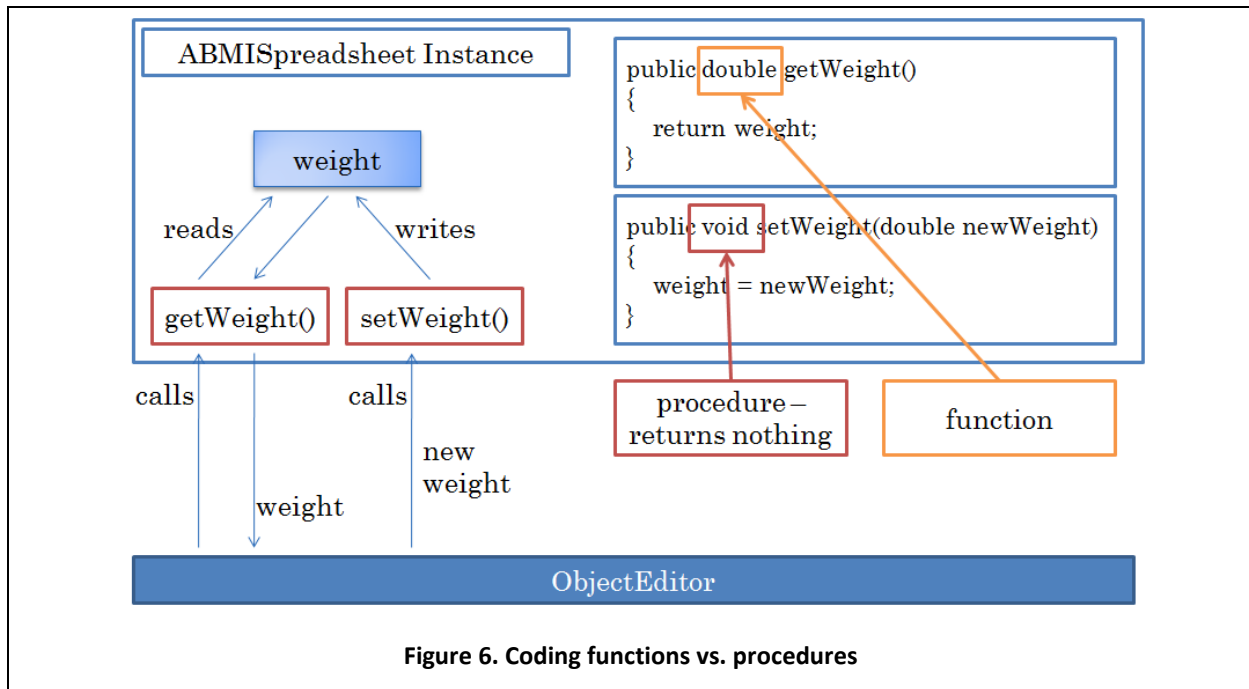 ABMISpreadsheet Instance
weight
reads
writes
getWeight()
setWeight()
public double getWeight()
{
return weight;
}
public void setWeight(double newWeight)
{
weight = newWeight;
}
calls
calls
procedure –
returns nothing
function
new
weight
weight
ObjectEditor
Figure 6. Coding functions vs. procedures